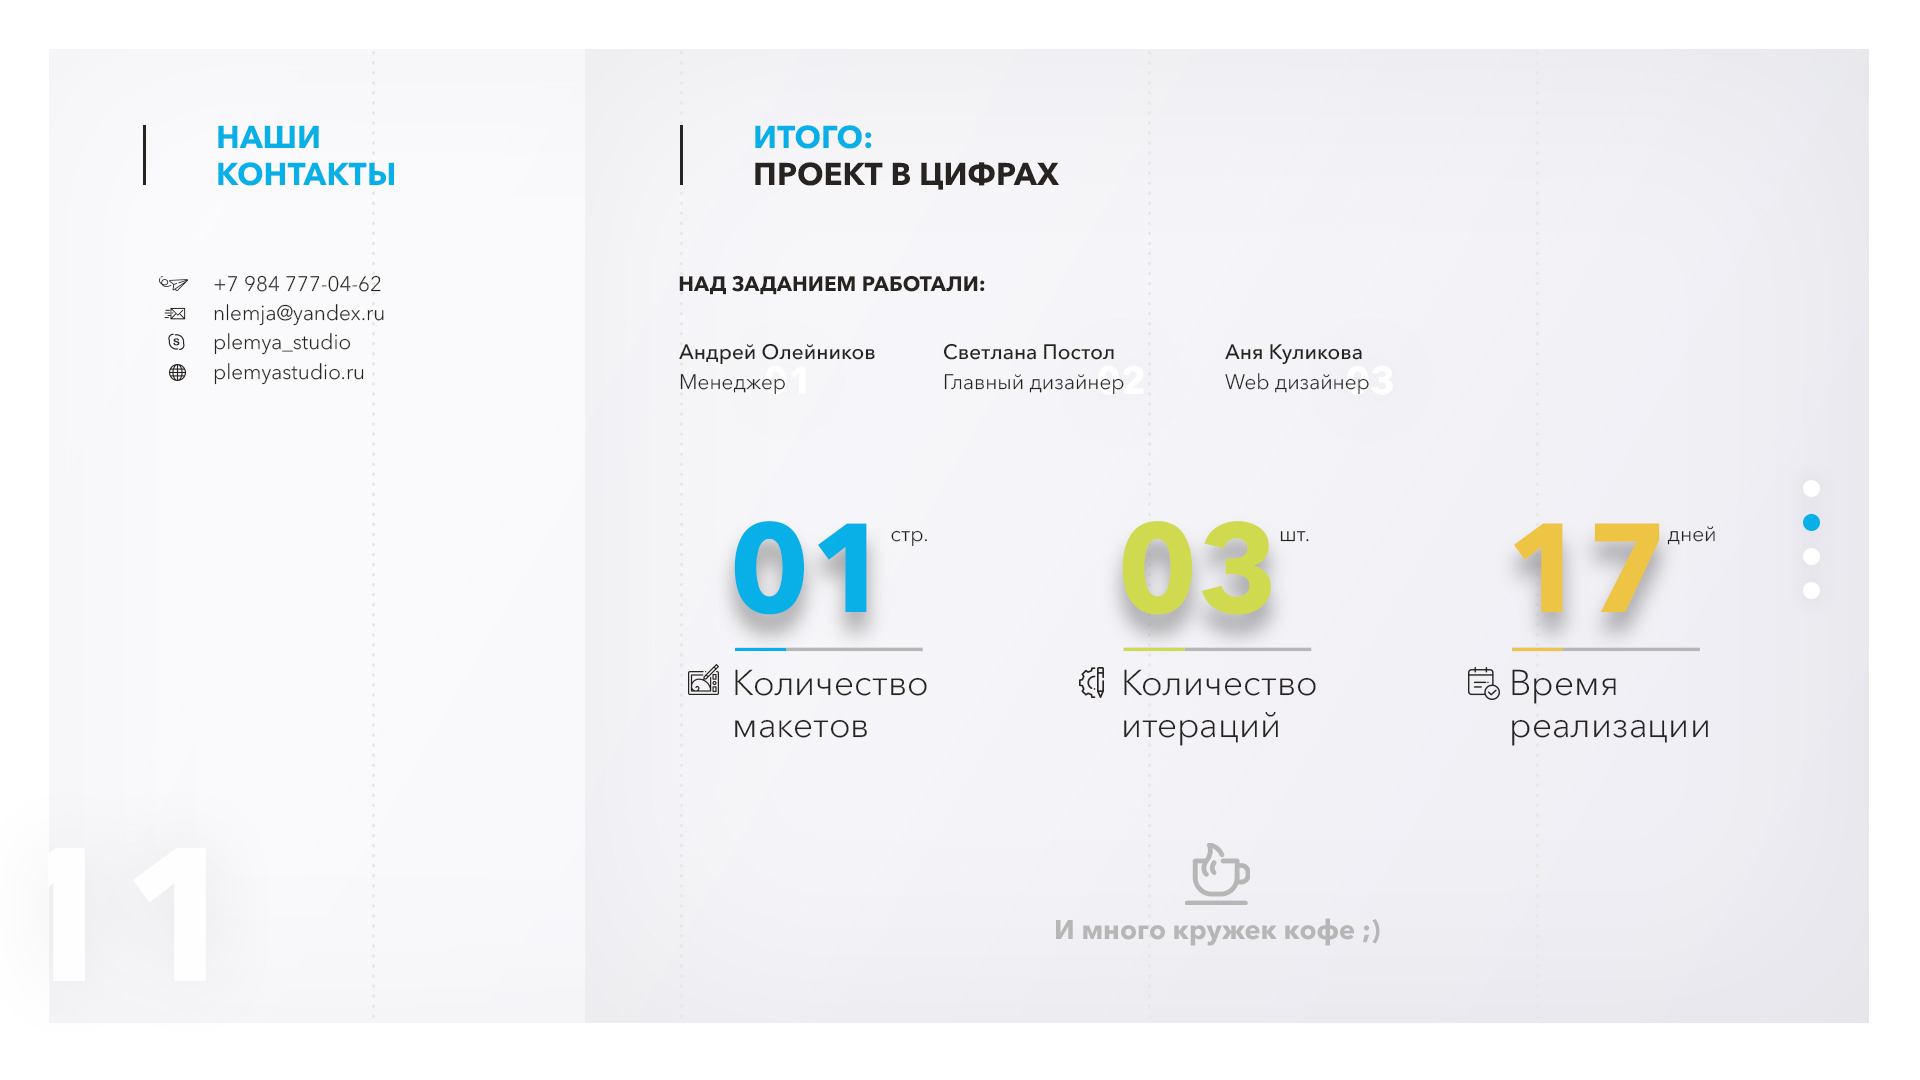 НАШИ
КОНТАКТЫ
+7 984 777-04-62
nlemja@yandex.ru
plemya_studio
plemyastudio.ru
11
ИТОГО:
ПРОЕКТ В ЦИФРАХ
НАД ЗАДАНИЕМ РАБОТАЛИ:
Андрей Олейников
Менеджер
01
Светлана Постол
Главный дизайнер
02
Аня Куликова
Web дизайнер
03
01 стр.
Количество
макетов
03 шт.
Количество
итераций
17 дней
Время
реализации
И много кружек кофе ;)